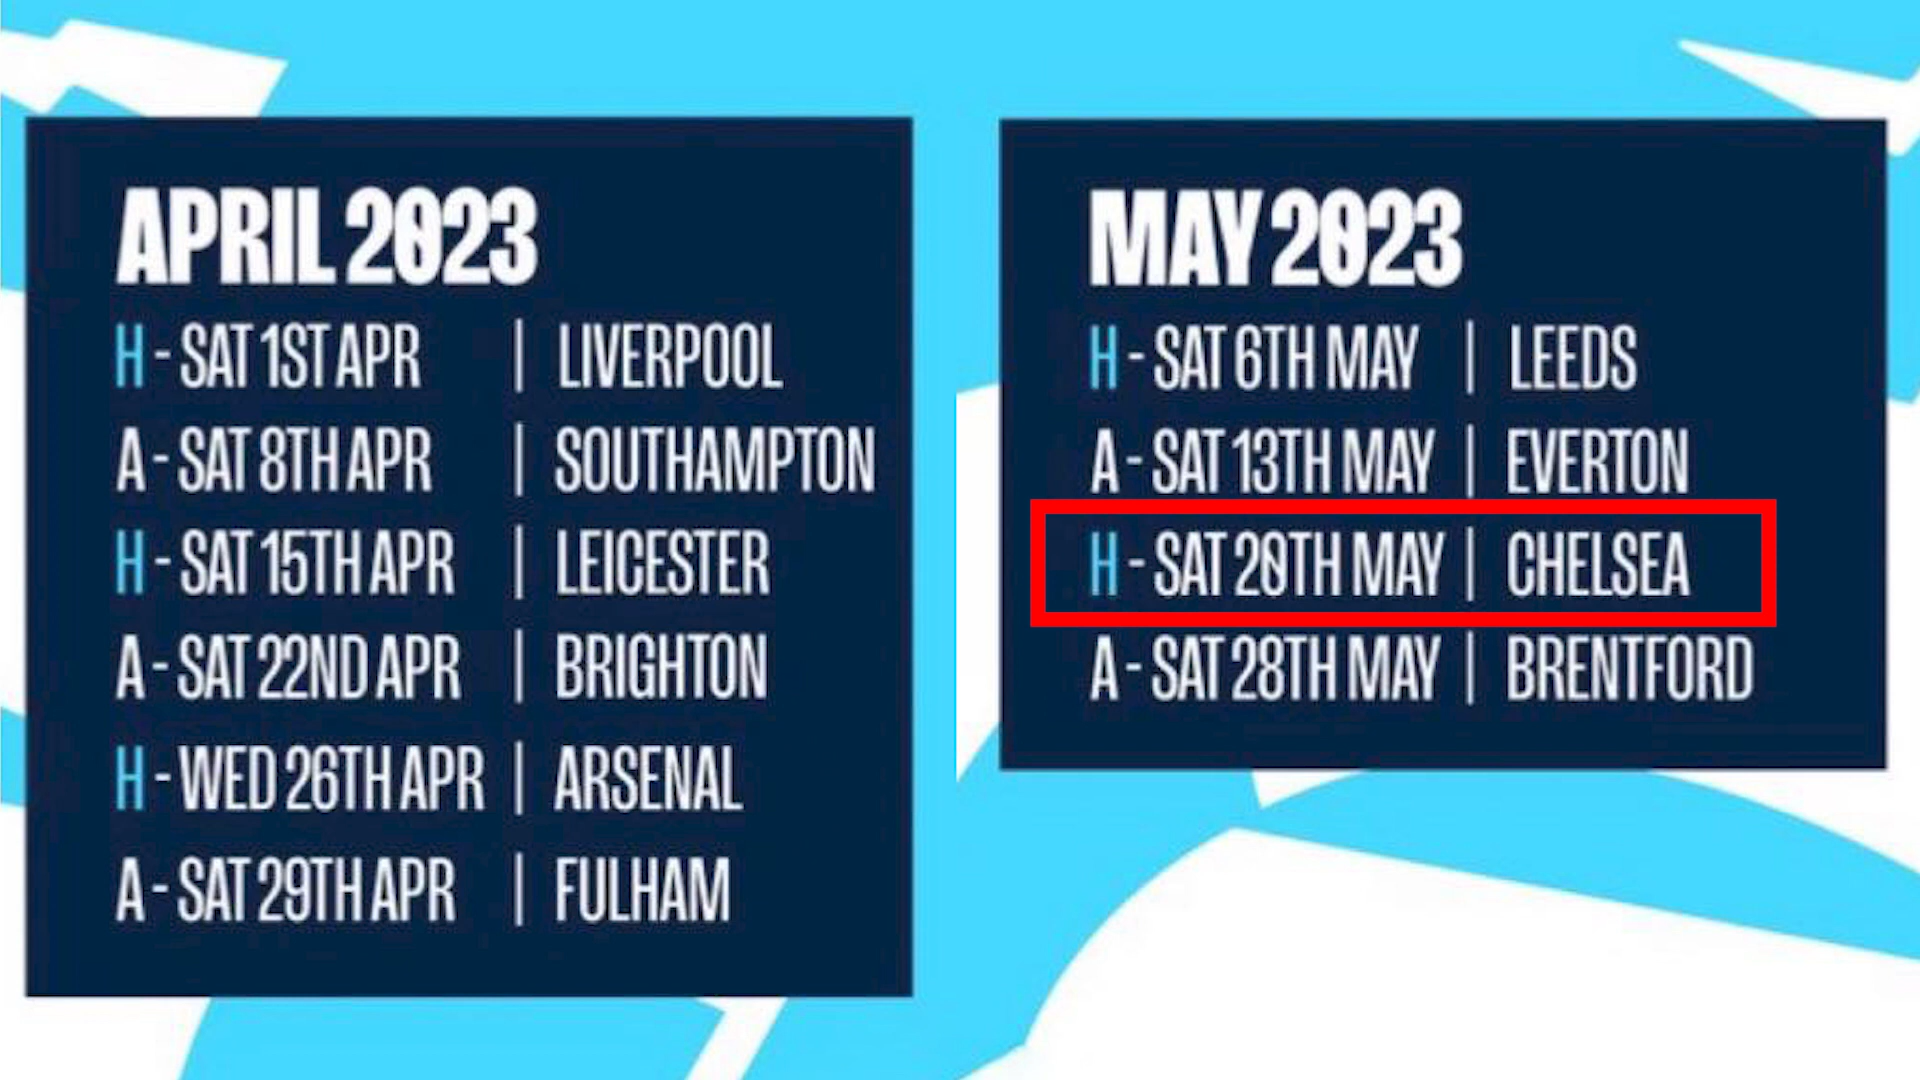 APRIL 2023
H - SAT 1ST APR | LIVERPOOL
A - SAT 8TH APR | SOUTHAMPTON
H - SAT 15TH APR | LEICESTER
A - SAT 22ND APR | BRIGHTON
H - WED 26TH APR | ARSENAL
A - SAT 29TH APR | FULHAM
MAY 2023
H - SAT 6TH MAY | LEEDS
A - SAT 13TH MAY | EVERTON
H - SAT 20TH MAY | CHELSEA
A - SAT 28TH MAY | BRENTFORD